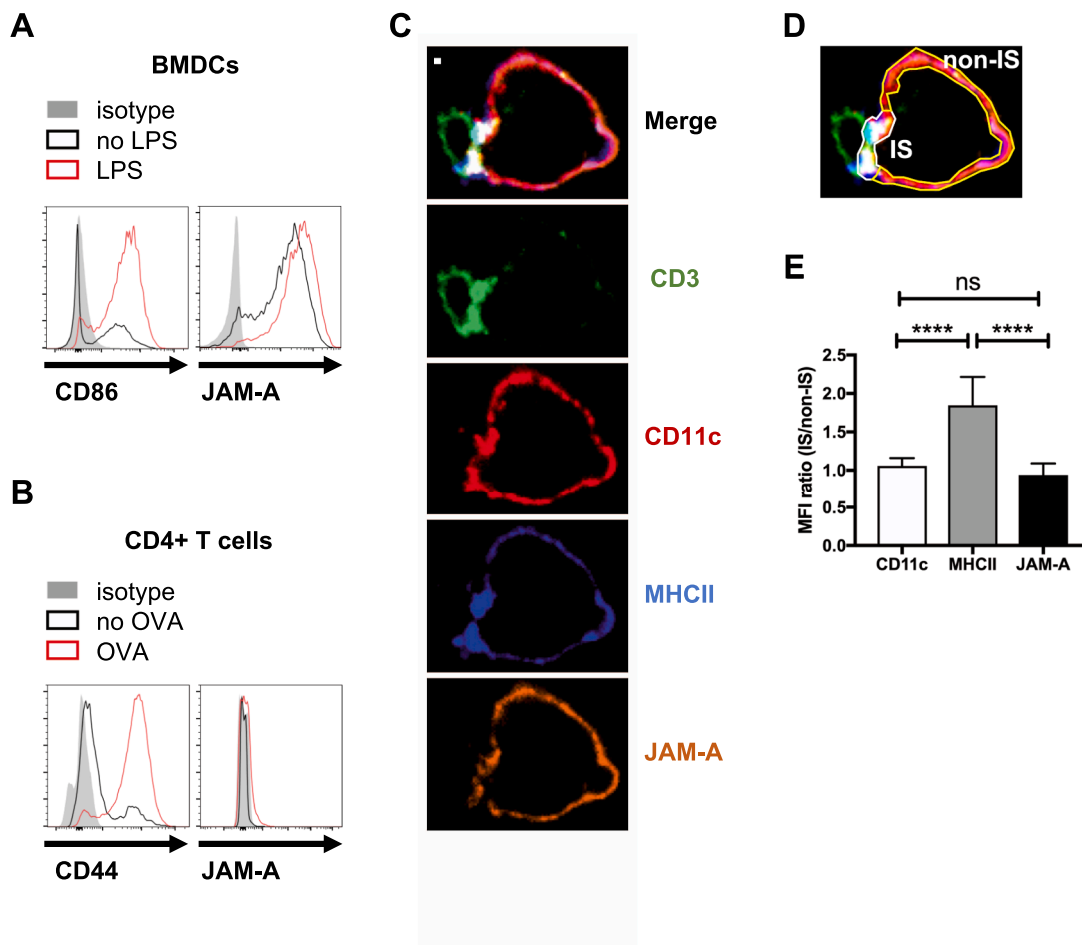 A
BMDCs
isotype
no LPS
LPS
CD86
JAM-A
B
CD4+ T cells
isotype
no OVA
OVA
CD44
JAM-A
C
Merge
CD3
CD11c
MHCII
JAM-A
D
non-IS
IS
E
ns
**** ****
MFI ratio (IS/non-IS)
2.5
2.0
1.5
1.0
0.5
0.0
CD11c MHCII JAM-A